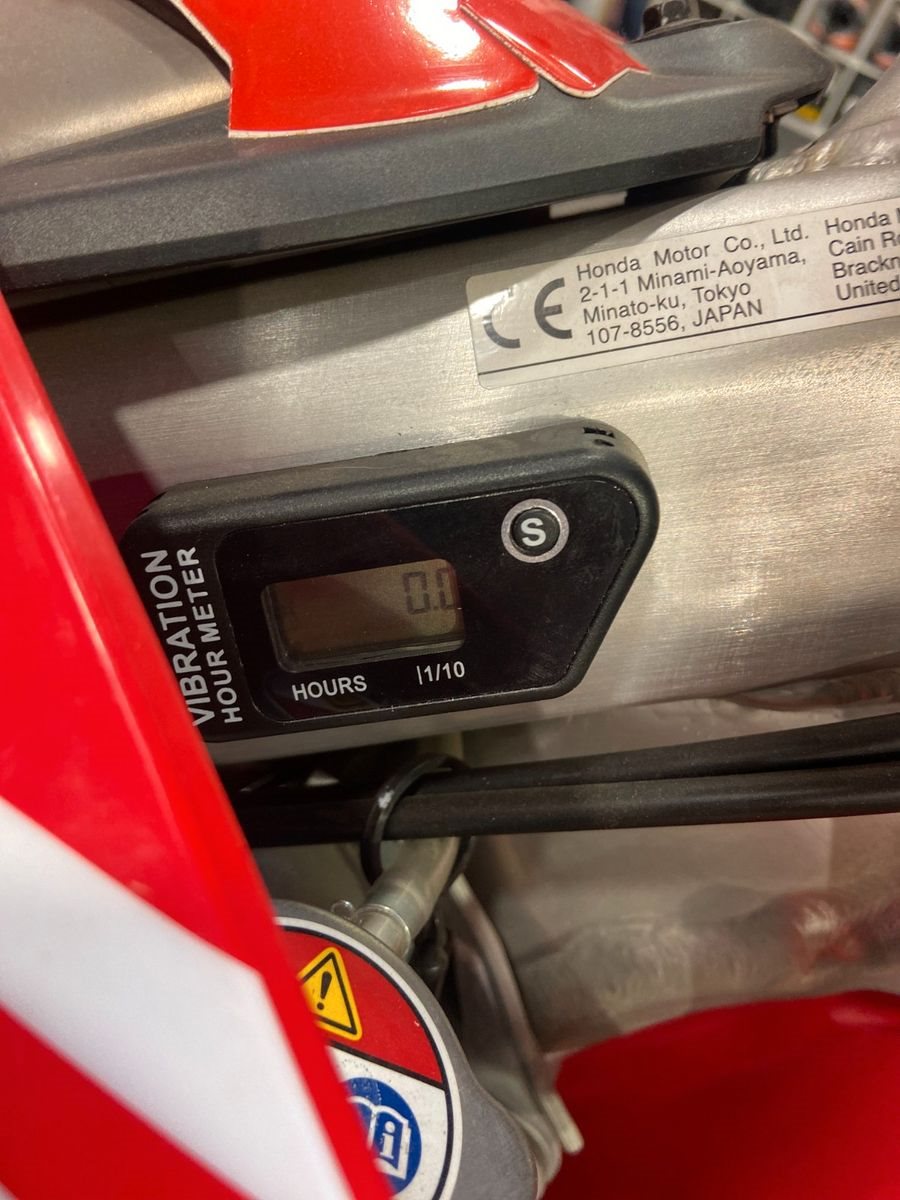 CE
Honda Motor Co., Ltd.
2-1-1 Minami-Aoyama,
Minato-ku, Tokyo
107-8556, JAPAN
Honda
Cain
United
S
0.0
HOURS
1/10
VIBRATION
HOUR METER
!
i